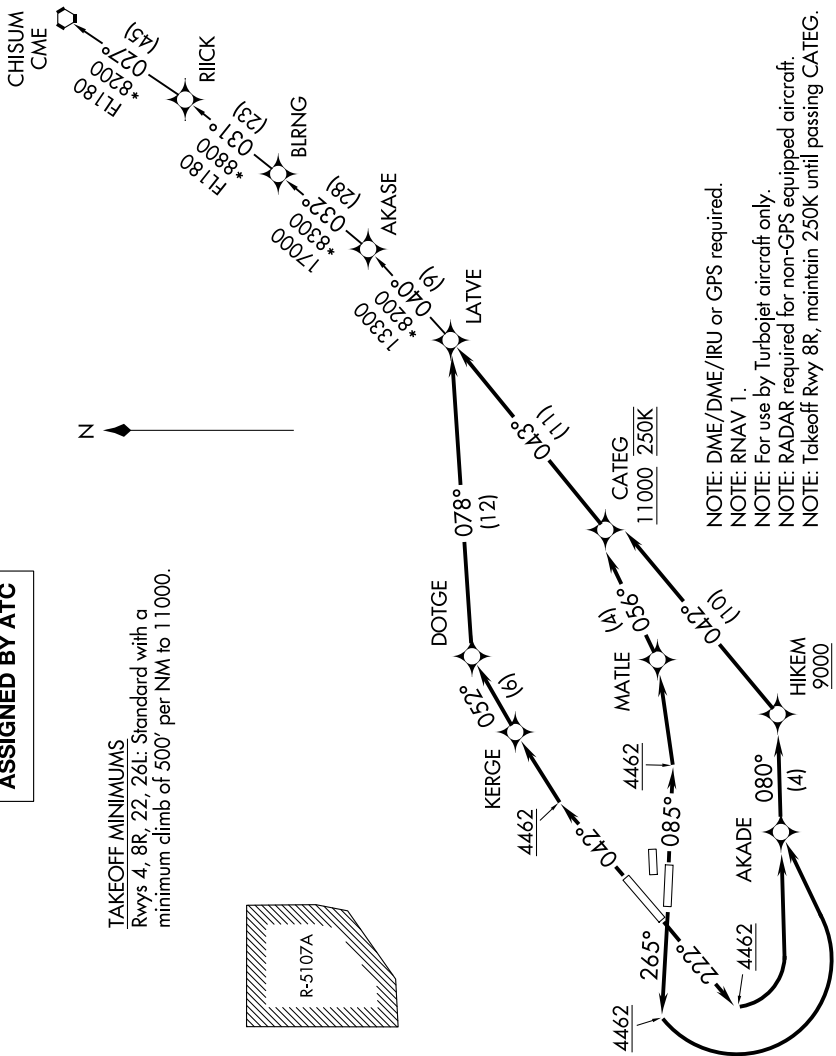 ASSIGNED BY ATC
TAKEOFF MINIMUMS
Rwys 4, 8R, 22, 26L: Standard with a
minimum climb of 500' per NM to 11000.
R-5107A
N
CHISUM
CME
FL180
*8200
027°
(45)
RIICK
FL180
*8800
031°
(23)
BLRNG
17000
*8300
032°
(28)
AKASE
13300
*8200
040°
(9)
LATVE
078°
(12)
043°
(11)
DOTGE
052°
(6)
KERGE
4462
042°
CATEG
11000 250K
056°
(4)
MATLE
4462
085°
042°
(10)
HIKEM
9000
080°
(4)
AKADE
265°
4462
222°
4462
NOTE: DME/DME/IRU or GPS required.
NOTE: RNAV 1.
NOTE: For use by Turbojet aircraft only.
NOTE: RADAR required for non-GPS equipped aircraft.
NOTE: Takeoff Rwy 8R, maintain 250K until passing CATEG.